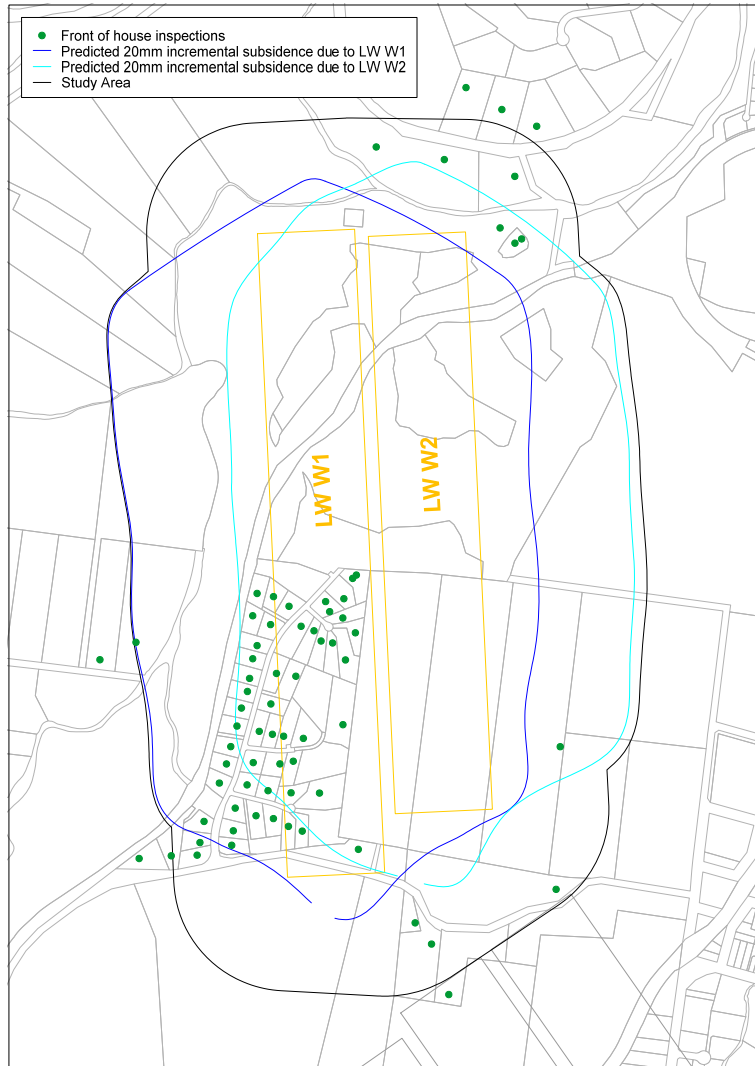 Front of house inspections
Predicted 20mm incremental subsidence due to LW W1
Predicted 20mm incremental subsidence due to LW W2
Study Area
LW W1
LW W2